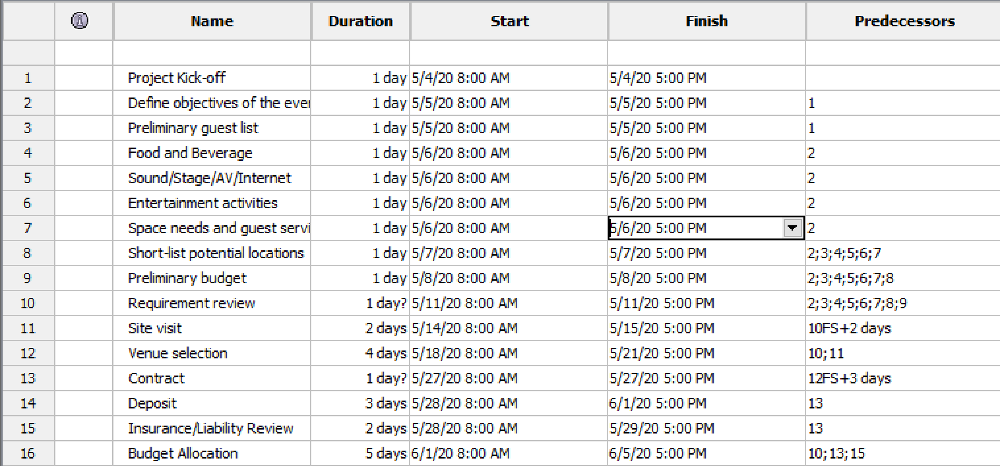 Name Duration Start Finish Predecessors
1 Project Kick-off 1 day 5/4/20 8:00 AM 5/4/20 5:00 PM
2 Define objectives of the ever 1 day 5/5/20 8:00 AM 5/5/20 5:00 PM 1
3 Preliminary guest list 1 day 5/5/20 8:00 AM 5/5/20 5:00 PM 1
4 Food and Beverage 1 day 5/6/20 8:00 AM 5/6/20 5:00 PM 2
5 Sound/Stage/AV/Internet 1 day 5/6/20 8:00 AM 5/6/20 5:00 PM 2
6 Entertainment activities 1 day 5/6/20 8:00 AM 5/6/20 5:00 PM 2
7 Space needs and guest servi 1 day 5/6/20 8:00 AM 5/6/20 5:00 PM 2
8 Short-list potential locations 1 day 5/7/20 8:00 AM 5/7/20 5:00 PM 2;3;4;5;6;7
9 Preliminary budget 1 day 5/8/20 8:00 AM 5/8/20 5:00 PM 2;3;4;5;6;7;8
10 Requirement review 1 day? 5/11/20 8:00 AM 5/11/20 5:00 PM 2;3;4;5;6;7;8;9
11 Site visit 2 days 5/14/20 8:00 AM 5/15/20 5:00 PM 10FS+2 days
12 Venue selection 4 days 5/18/20 8:00 AM 5/21/20 5:00 PM 10;11
13 Contract 1 day? 5/27/20 8:00 AM 5/27/20 5:00 PM 12FS+3 days
14 Deposit 3 days 5/28/20 8:00 AM 6/1/20 5:00 PM 13
15 Insurance/Liability Review 2 days 5/28/20 8:00 AM 5/29/20 5:00 PM 13
16 Budget Allocation 5 days 6/1/20 8:00 AM 6/5/20 5:00 PM 10;13;15